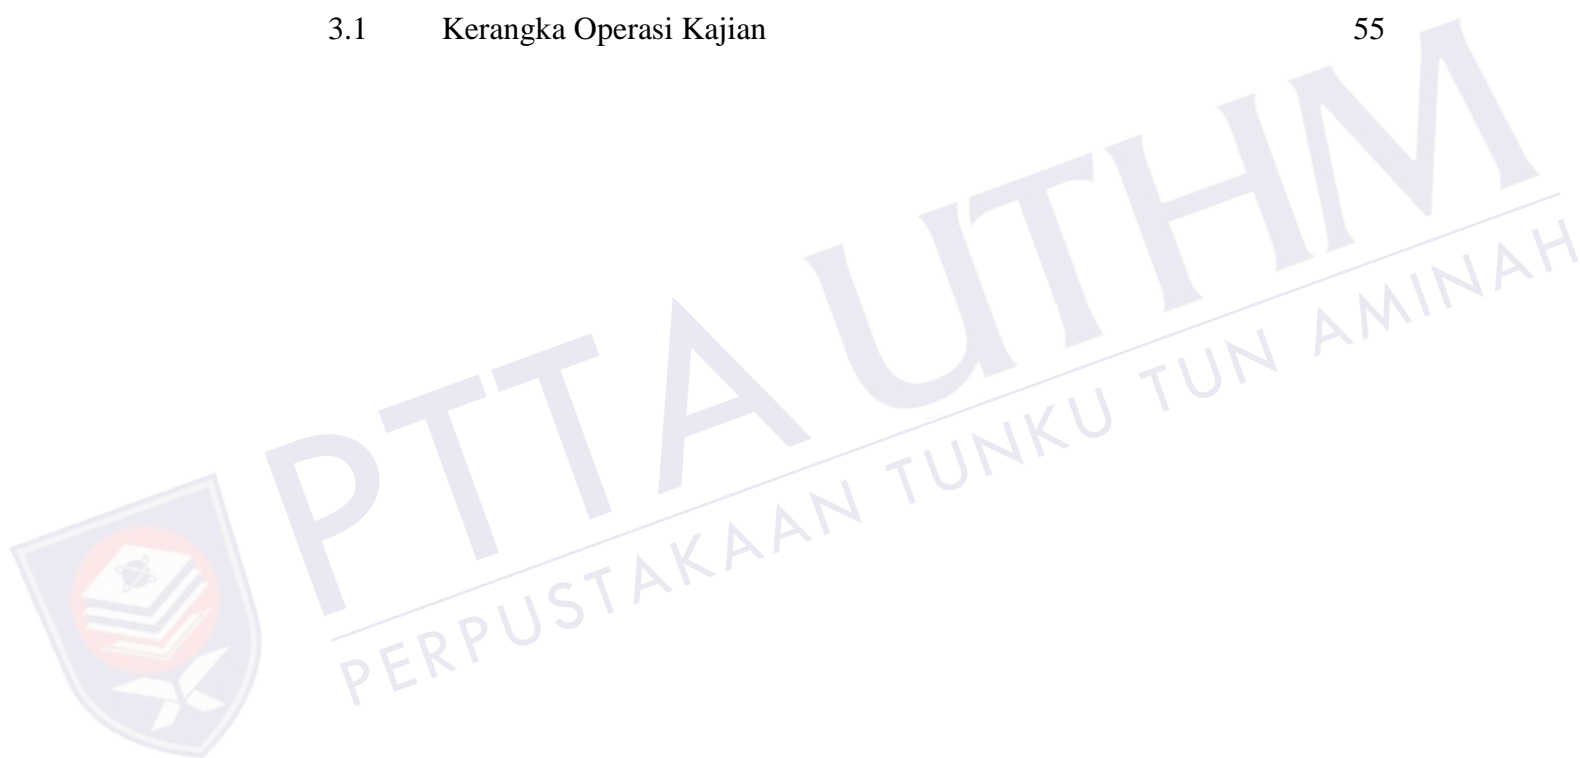 3.1 Kerangka Operasi Kajian 55
PTTA UTHM
PERPUSTAKAAN TUNKU TUN AMINAH